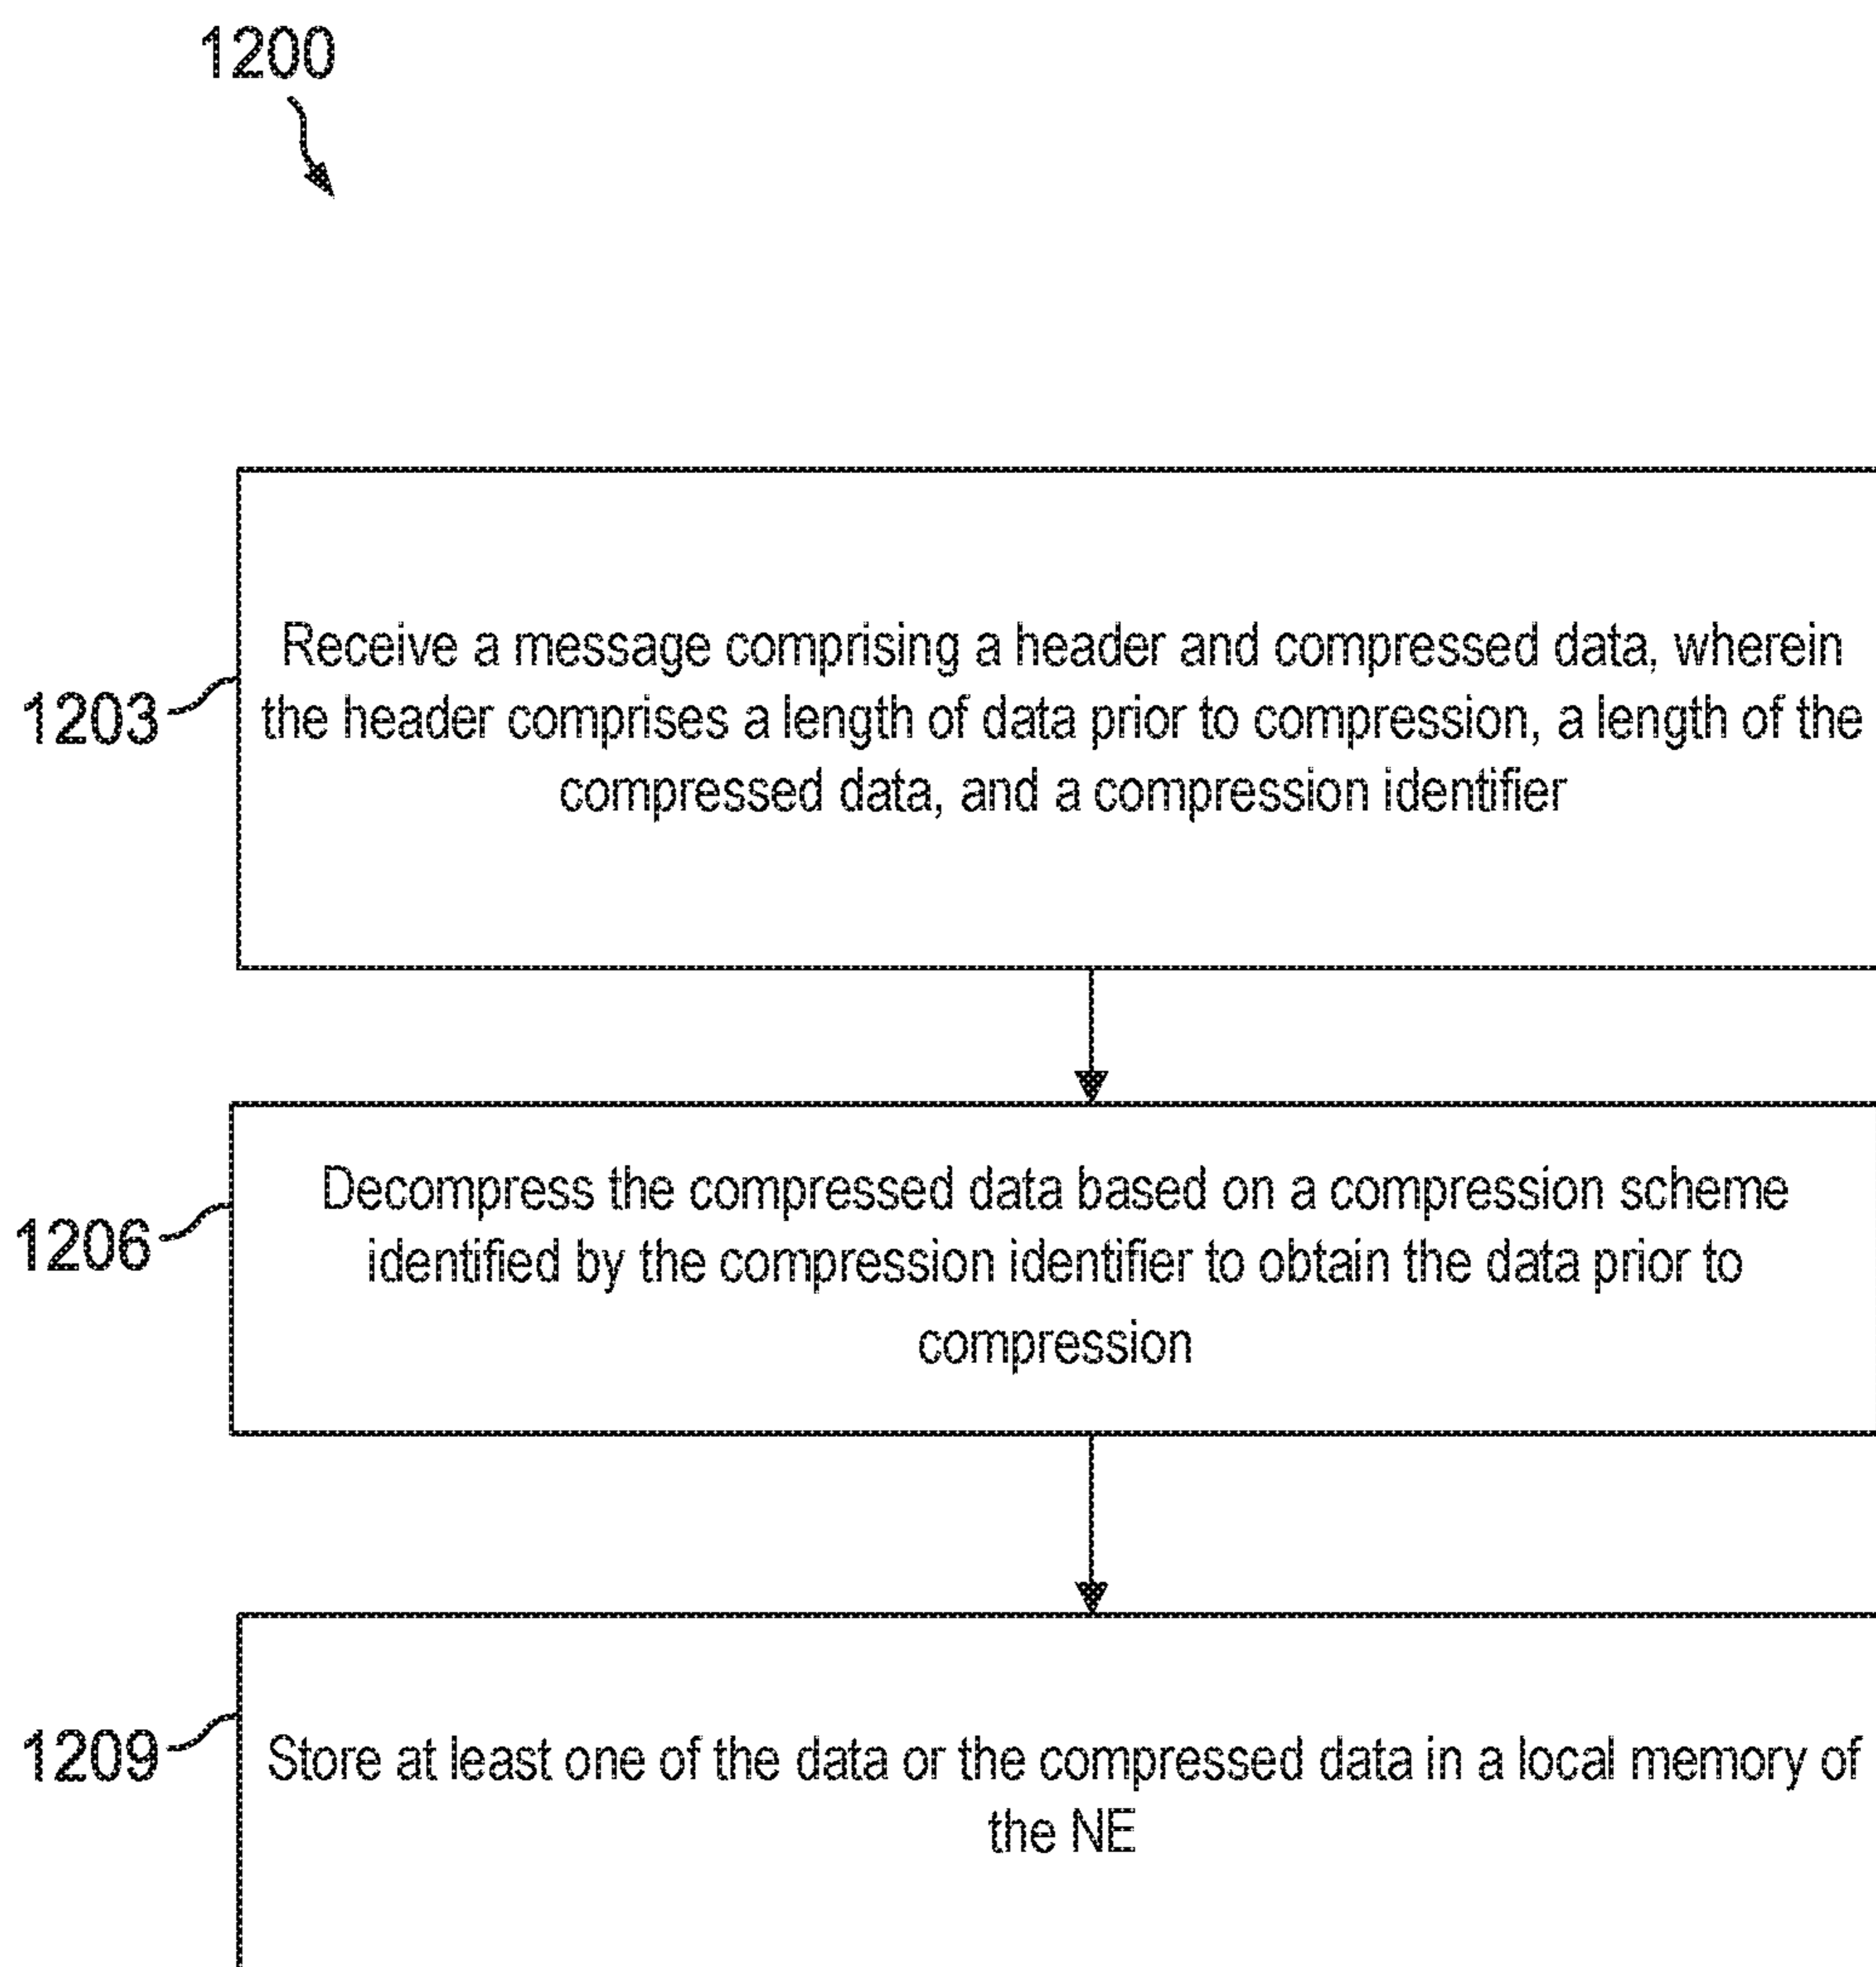 1200
Receive a message comprising a header and compressed data, wherein
the header comprises a length of data prior to compression, a length of the
compressed data, and a compression identifier
1203
Decompress the compressed data based on a compression scheme
identified by the compression identifier to obtain the data prior to
compression
1206
Store at least one of the data or the compressed data in a local memory of
the NE
1209